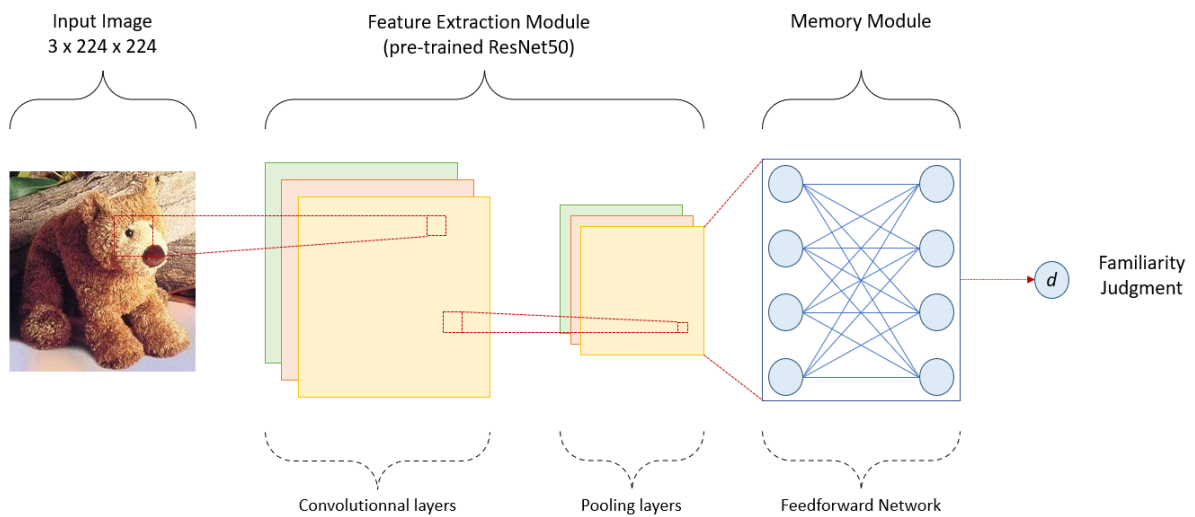 Input Image
3 x 224 x 224
Feature Extraction Module
(pre-trained ResNet50)
Memory Module
d
Familiarity
Judgment
Convolutionnal layers
Pooling layers
Feedforward Network